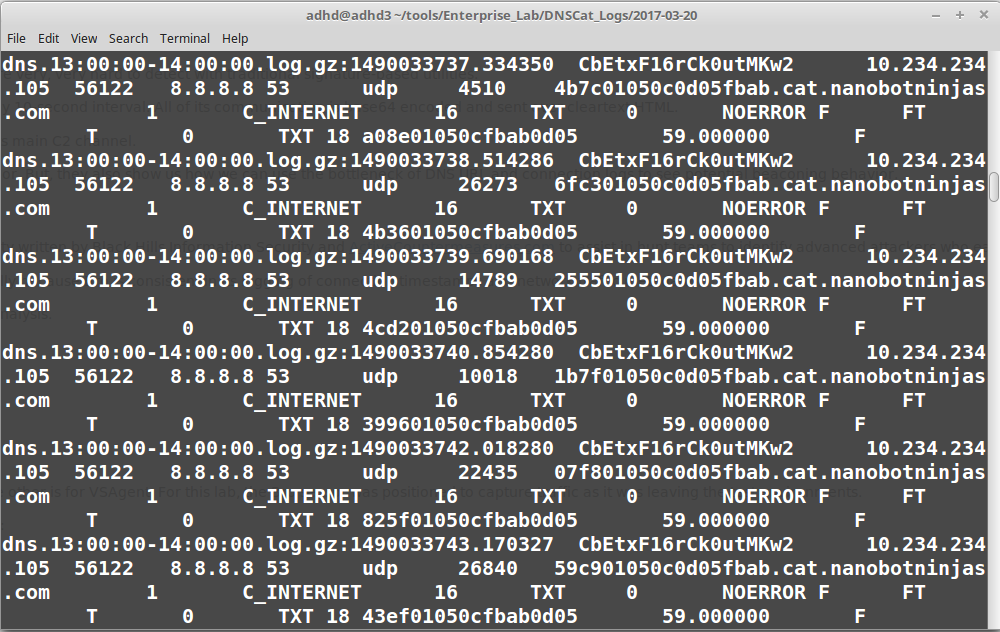 adhd@adhd3 ~/tools/Enterprise_Lab/DNSCat_Logs/2017-03-20
File Edit View Search Terminal Help
dns.13:00:00-14:00:00.log.gz:1490033737.334350 CbEtxF16rCk0utMKw2 10.234.234
.105 56122 8.8.8.8 53 udp 4510 4b7c01050c0d05fbab.cat.nanobotninjas
.com 1 C_INTERNET 16 TXT 0 NOERROR F FT
T 0 TXT 18 a08e01050cfbab0d05 59.000000 F
dns.13:00:00-14:00:00.log.gz:1490033738.514286 CbEtxF16rCk0utMKw2 10.234.234
.105 56122 8.8.8.8 53 udp 26273 6fc301050c0d05fbab.cat.nanobotninjas
.com 1 C_INTERNET 16 TXT 0 NOERROR F FT
T 0 TXT 18 4b3601050cfbab0d05 59.000000 F
dns.13:00:00-14:00:00.log.gz:1490033739.690168 CbEtxF16rCk0utMKw2 10.234.234
.105 56122 8.8.8.8 53 udp 14789 255501050c0d05fbab.cat.nanobotninjas
.com 1 C_INTERNET 16 TXT 0 NOERROR F FT
T 0 TXT 18 4cd201050cfbab0d05 59.000000 F
dns.13:00:00-14:00:00.log.gz:1490033740.854280 CbEtxF16rCk0utMKw2 10.234.234
.105 56122 8.8.8.8 53 udp 10018 1b7f01050c0d05fbab.cat.nanobotninjas
.com 1 C_INTERNET 16 TXT 0 NOERROR F FT
T 0 TXT 18 399601050cfbab0d05 59.000000 F
dns.13:00:00-14:00:00.log.gz:1490033742.018280 CbEtxF16rCk0utMKw2 10.234.234
.105 56122 8.8.8.8 53 udp 22435 07f801050c0d05fbab.cat.nanobotninjas
.com 1 C_INTERNET 16 TXT 0 NOERROR F FT
T 0 TXT 18 825f01050cfbab0d05 59.000000 F
dns.13:00:00-14:00:00.log.gz:1490033743.170327 CbEtxF16rCk0utMKw2 10.234.234
.105 56122 8.8.8.8 53 udp 26840 59c901050c0d05fbab.cat.nanobotninjas
.com 1 C_INTERNET 16 TXT 0 NOERROR F FT
T 0 TXT 18 43ef01050cfbab0d05 59.000000 F